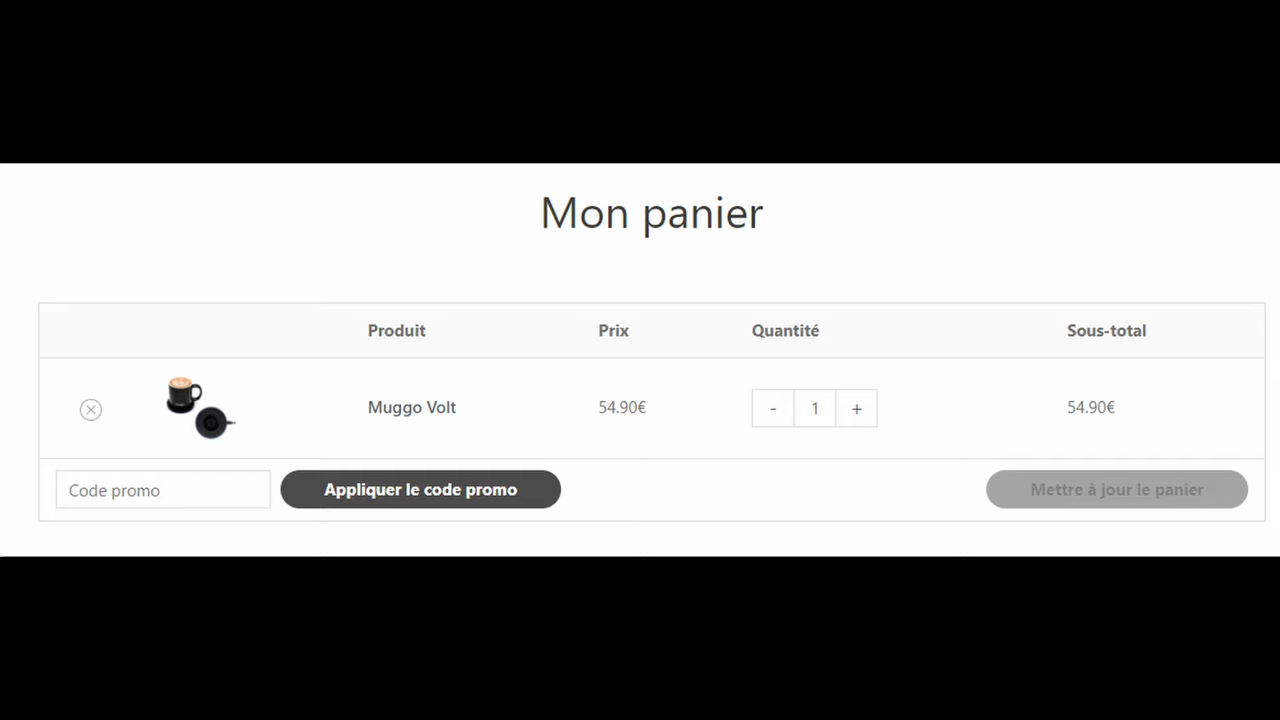 Mon panier
Produit Prix Quantité Sous-total
Muggo Volt 54.90€ - 1 + 54.90€
Code promo Appliquer le code promo Mettre à jour le panier